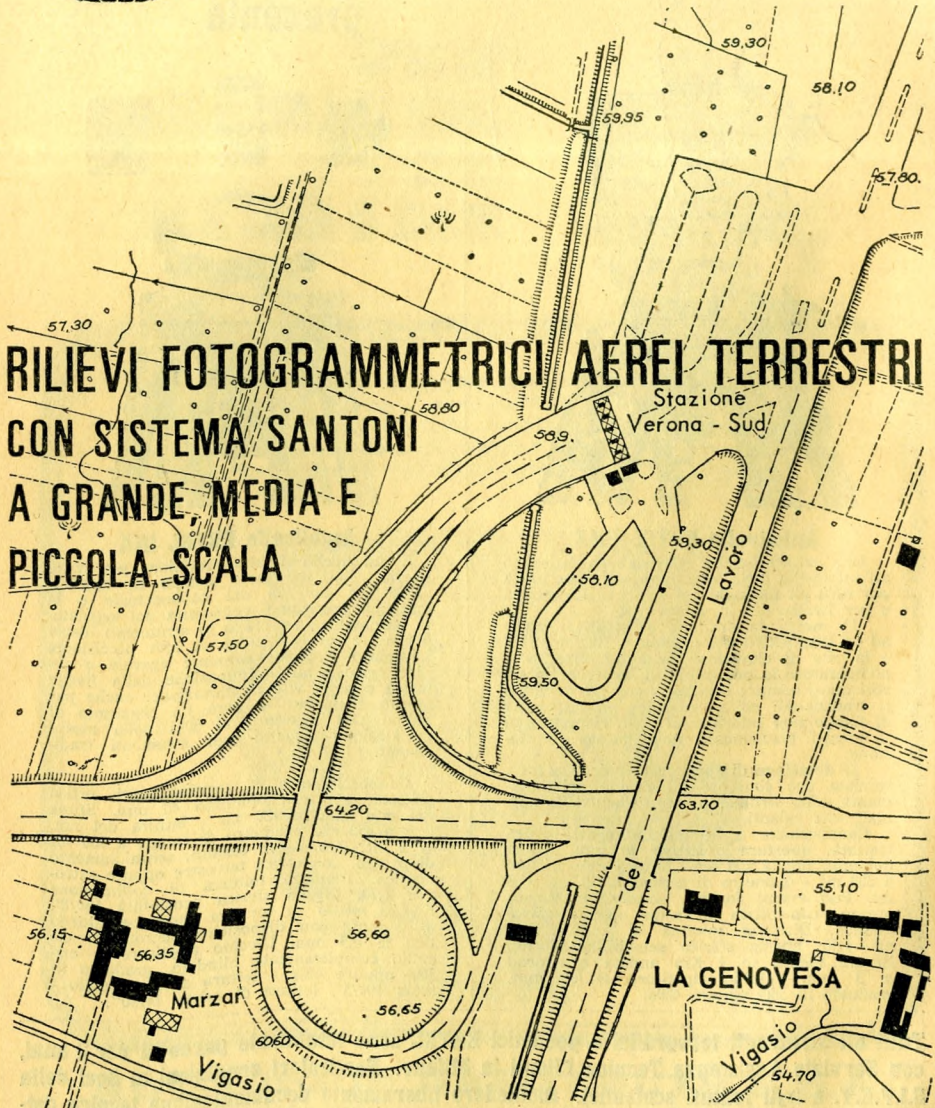 59,30
58,10
59,95
57,80.
57,30
RILIEVI FOTOGRAMMETRICI AEREI TERRESTRI
58,80
Stazione
Verona - Sud
CON SISTEMA SANTONI
58,9.
A GRANDE, MEDIA E
59,30
PICCOLA SCALA
58,10
Lavoro
57,50
59,50
64,20
63,70
del
55,10
56,15
56,60
56,35
LA GENOVESA
Marzan
56,65
60,60
Vigasio
Vigasio
54,70